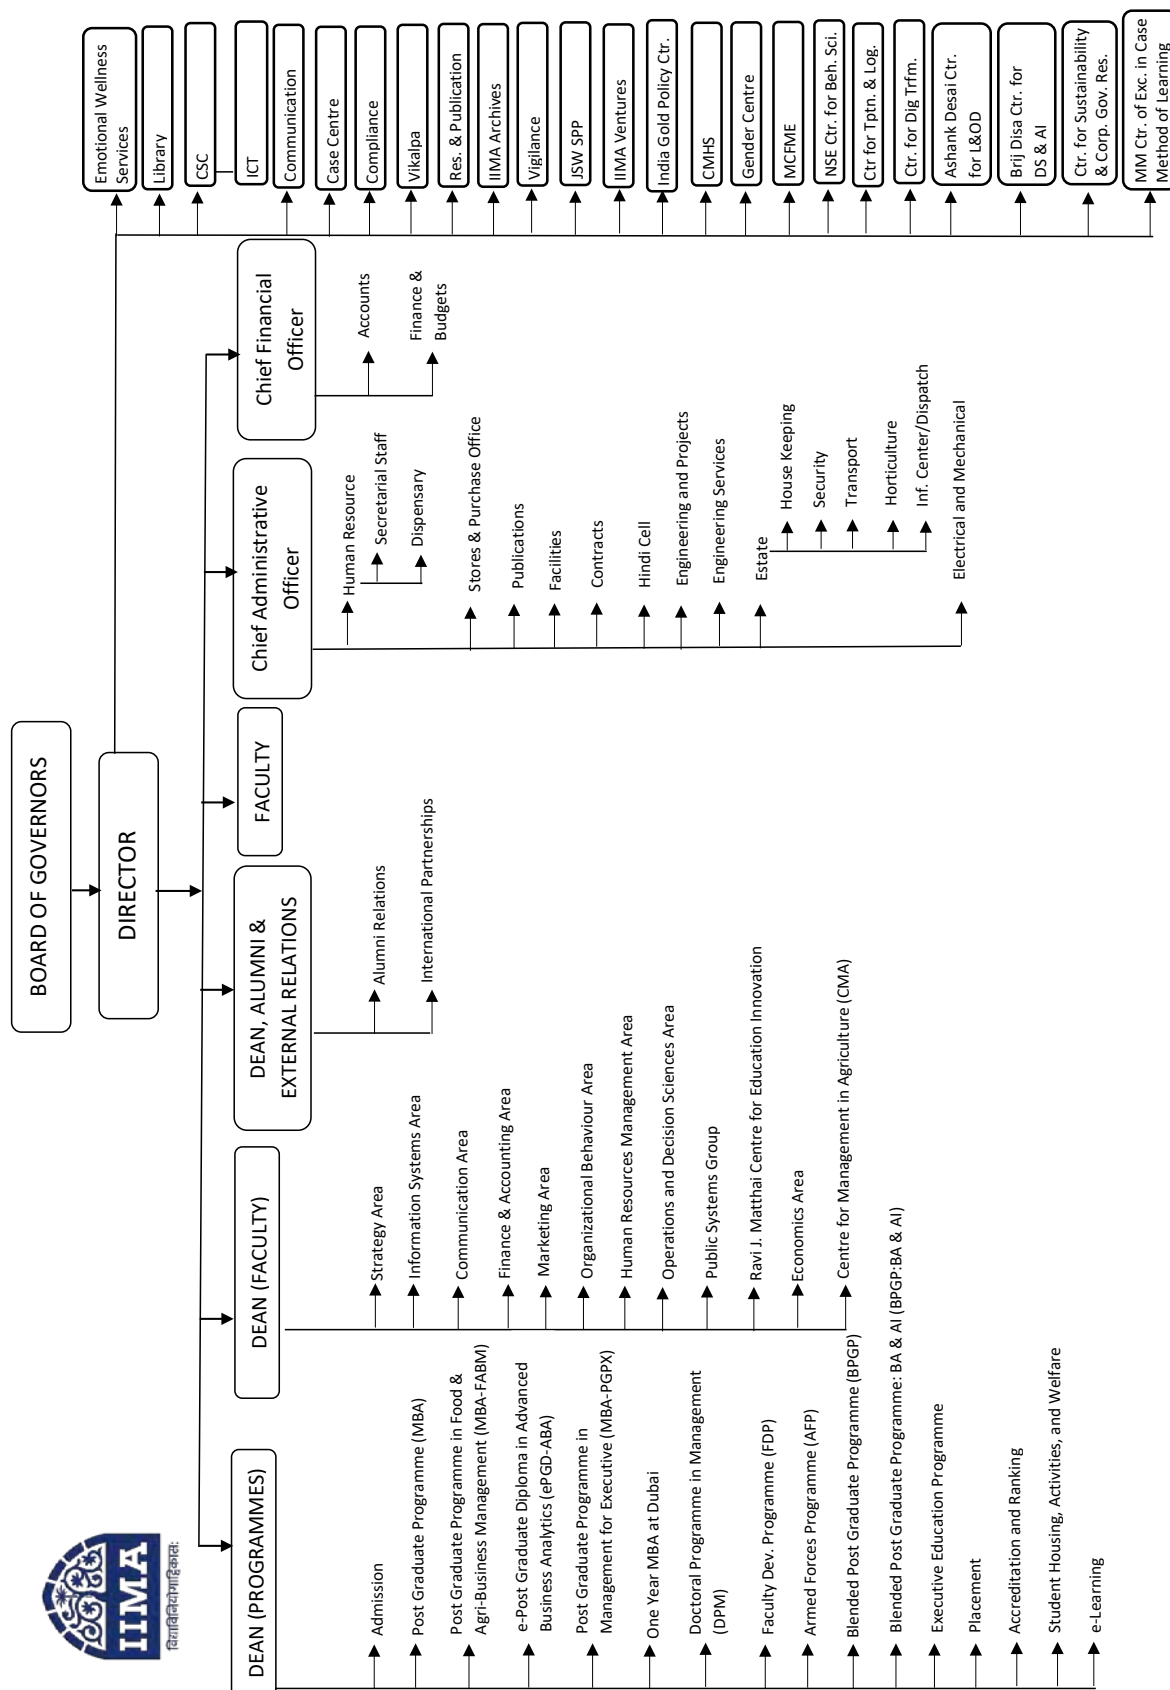 IIMA
विद्याविनियोगाद्विकासः
BOARD OF GOVERNORS
DIRECTOR
DEAN (PROGRAMMES)
Admission
Post Graduate Programme (MBA)
Post Graduate Programme in Food &
Agri-Business Management (MBA-FABM)
e-Post Graduate Diploma in Advanced
Business Analytics (ePGD-ABA)
Post Graduate Programme in
Management for Executive (MBA-PGPX)
One Year MBA at Dubai
Doctoral Programme in Management
(DPM)
Faculty Dev. Programme (FDP)
Armed Forces Programme (AFP)
Blended Post Graduate Programme (BPGP)
Blended Post Graduate Programme: BA & AI (BPGP:BA & AI)
Executive Education Programme
Placement
Accreditation and Ranking
Student Housing, Activities, and Welfare
e-Learning
DEAN (FACULTY)
Strategy Area
Information Systems Area
Communication Area
Finance & Accounting Area
Marketing Area
Organizational Behaviour Area
Human Resources Management Area
Operations and Decision Sciences Area
Public Systems Group
Ravi J. Matthai Centre for Education Innovation
Economics Area
Centre for Management in Agriculture (CMA)
DEAN, ALUMNI &
EXTERNAL RELATIONS
Alumni Relations
International Partnerships
FACULTY
Chief Administrative
Officer
Human Resource
Secretarial Staff
Dispensary
Stores & Purchase Office
Publications
Facilities
Contracts
Hindi Cell
Engineering and Projects
Engineering Services
Estate
House Keeping
Security
Transport
Horticulture
Inf. Center/Dispatch
Electrical and Mechanical
Chief Financial
Officer
Accounts
Finance &
Budgets
Emotional Wellness
Services
Library
CSC
ICT
Communication
Case Centre
Compliance
Vikalpa
Res. & Publication
IIMA Archives
Vigilance
JSW SPP
IIMA Ventures
India Gold Policy Ctr.
CMHS
Gender Centre
MCFME
NSE Ctr. for Beh. Sci.
Ctr for Tptn. & Log.
Ctr. for Dig Trfm.
Ashank Desai Ctr.
for L&OD
Brij Disa Ctr. for
DS & AI
Ctr. for Sustainability
& Corp. Gov. Res.
MM Ctr. of Exc. in Case
Method of Learning